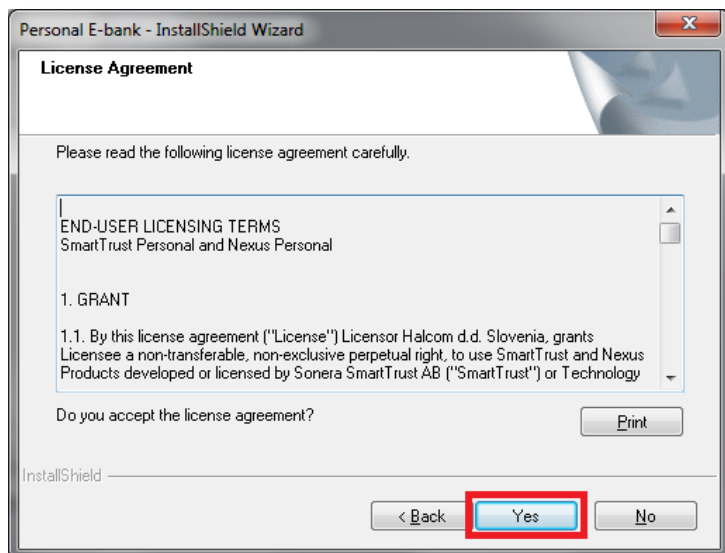 Personal E-bank - InstallShield Wizard
License Agreement
Please read the following license agreement carefully.
END-USER LICENSING TERMS
SmartTrust Personal and Nexus Personal
1. GRANT
1.1. By this license agreement ("License") Licensor Halcom d.d. Slovenia, grants
Licensee a non-transferable, non-exclusive perpetual right, to use SmartTrust and Nexus
Products developed or licensed by Sonera SmartTrust AB ("SmartTrust") or Technology
Do you accept the license agreement?
Print
InstallShield
< Back
Yes
No